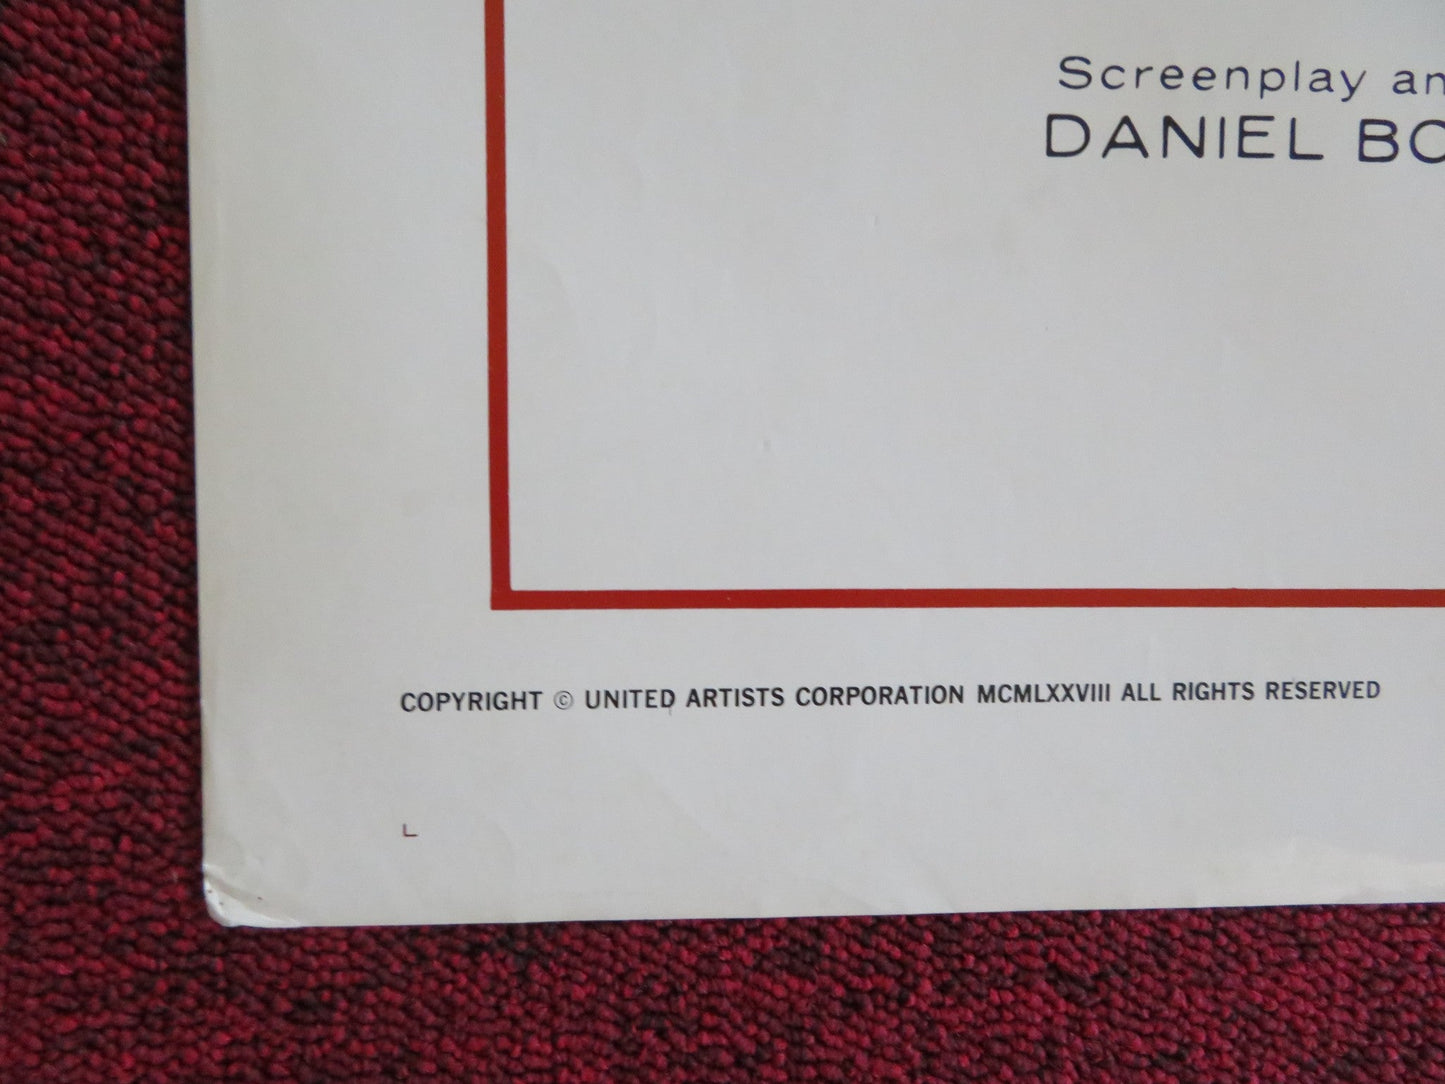 Screenplay an
DANIEL BO
COPYRIGHT © UNITED ARTISTS CORPORATION MCMLXXVIII ALL RIGHTS RESERVED